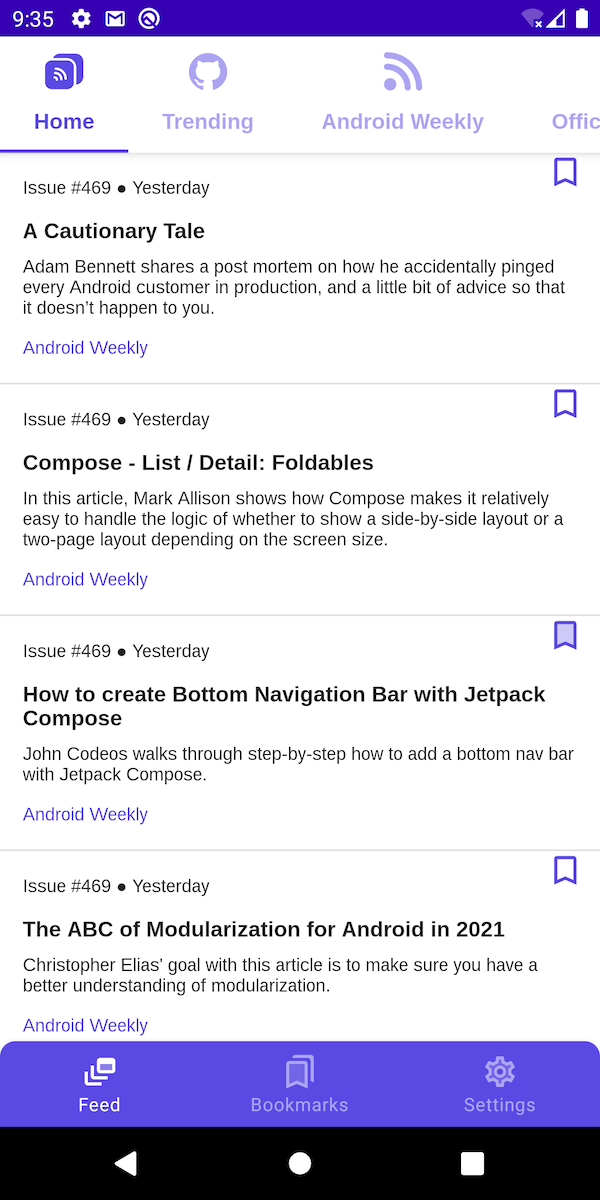 9:35
Home
Trending
Android Weekly
Offic
Issue #469 ● Yesterday
A Cautionary Tale
Adam Bennett shares a post mortem on how he accidentally pinged
every Android customer in production, and a little bit of advice so that
it doesn’t happen to you.
Android Weekly
Issue #469 ● Yesterday
Compose - List / Detail: Foldables
In this article, Mark Allison shows how Compose makes it relatively
easy to handle the logic of whether to show a side-by-side layout or a
two-page layout depending on the screen size.
Android Weekly
Issue #469 ● Yesterday
How to create Bottom Navigation Bar with Jetpack
Compose
John Codeos walks through step-by-step how to add a bottom nav bar
with Jetpack Compose.
Android Weekly
Issue #469 ● Yesterday
The ABC of Modularization for Android in 2021
Christopher Elias' goal with this article is to make sure you have a
better understanding of modularization.
Android Weekly
Feed
Bookmarks
Settings